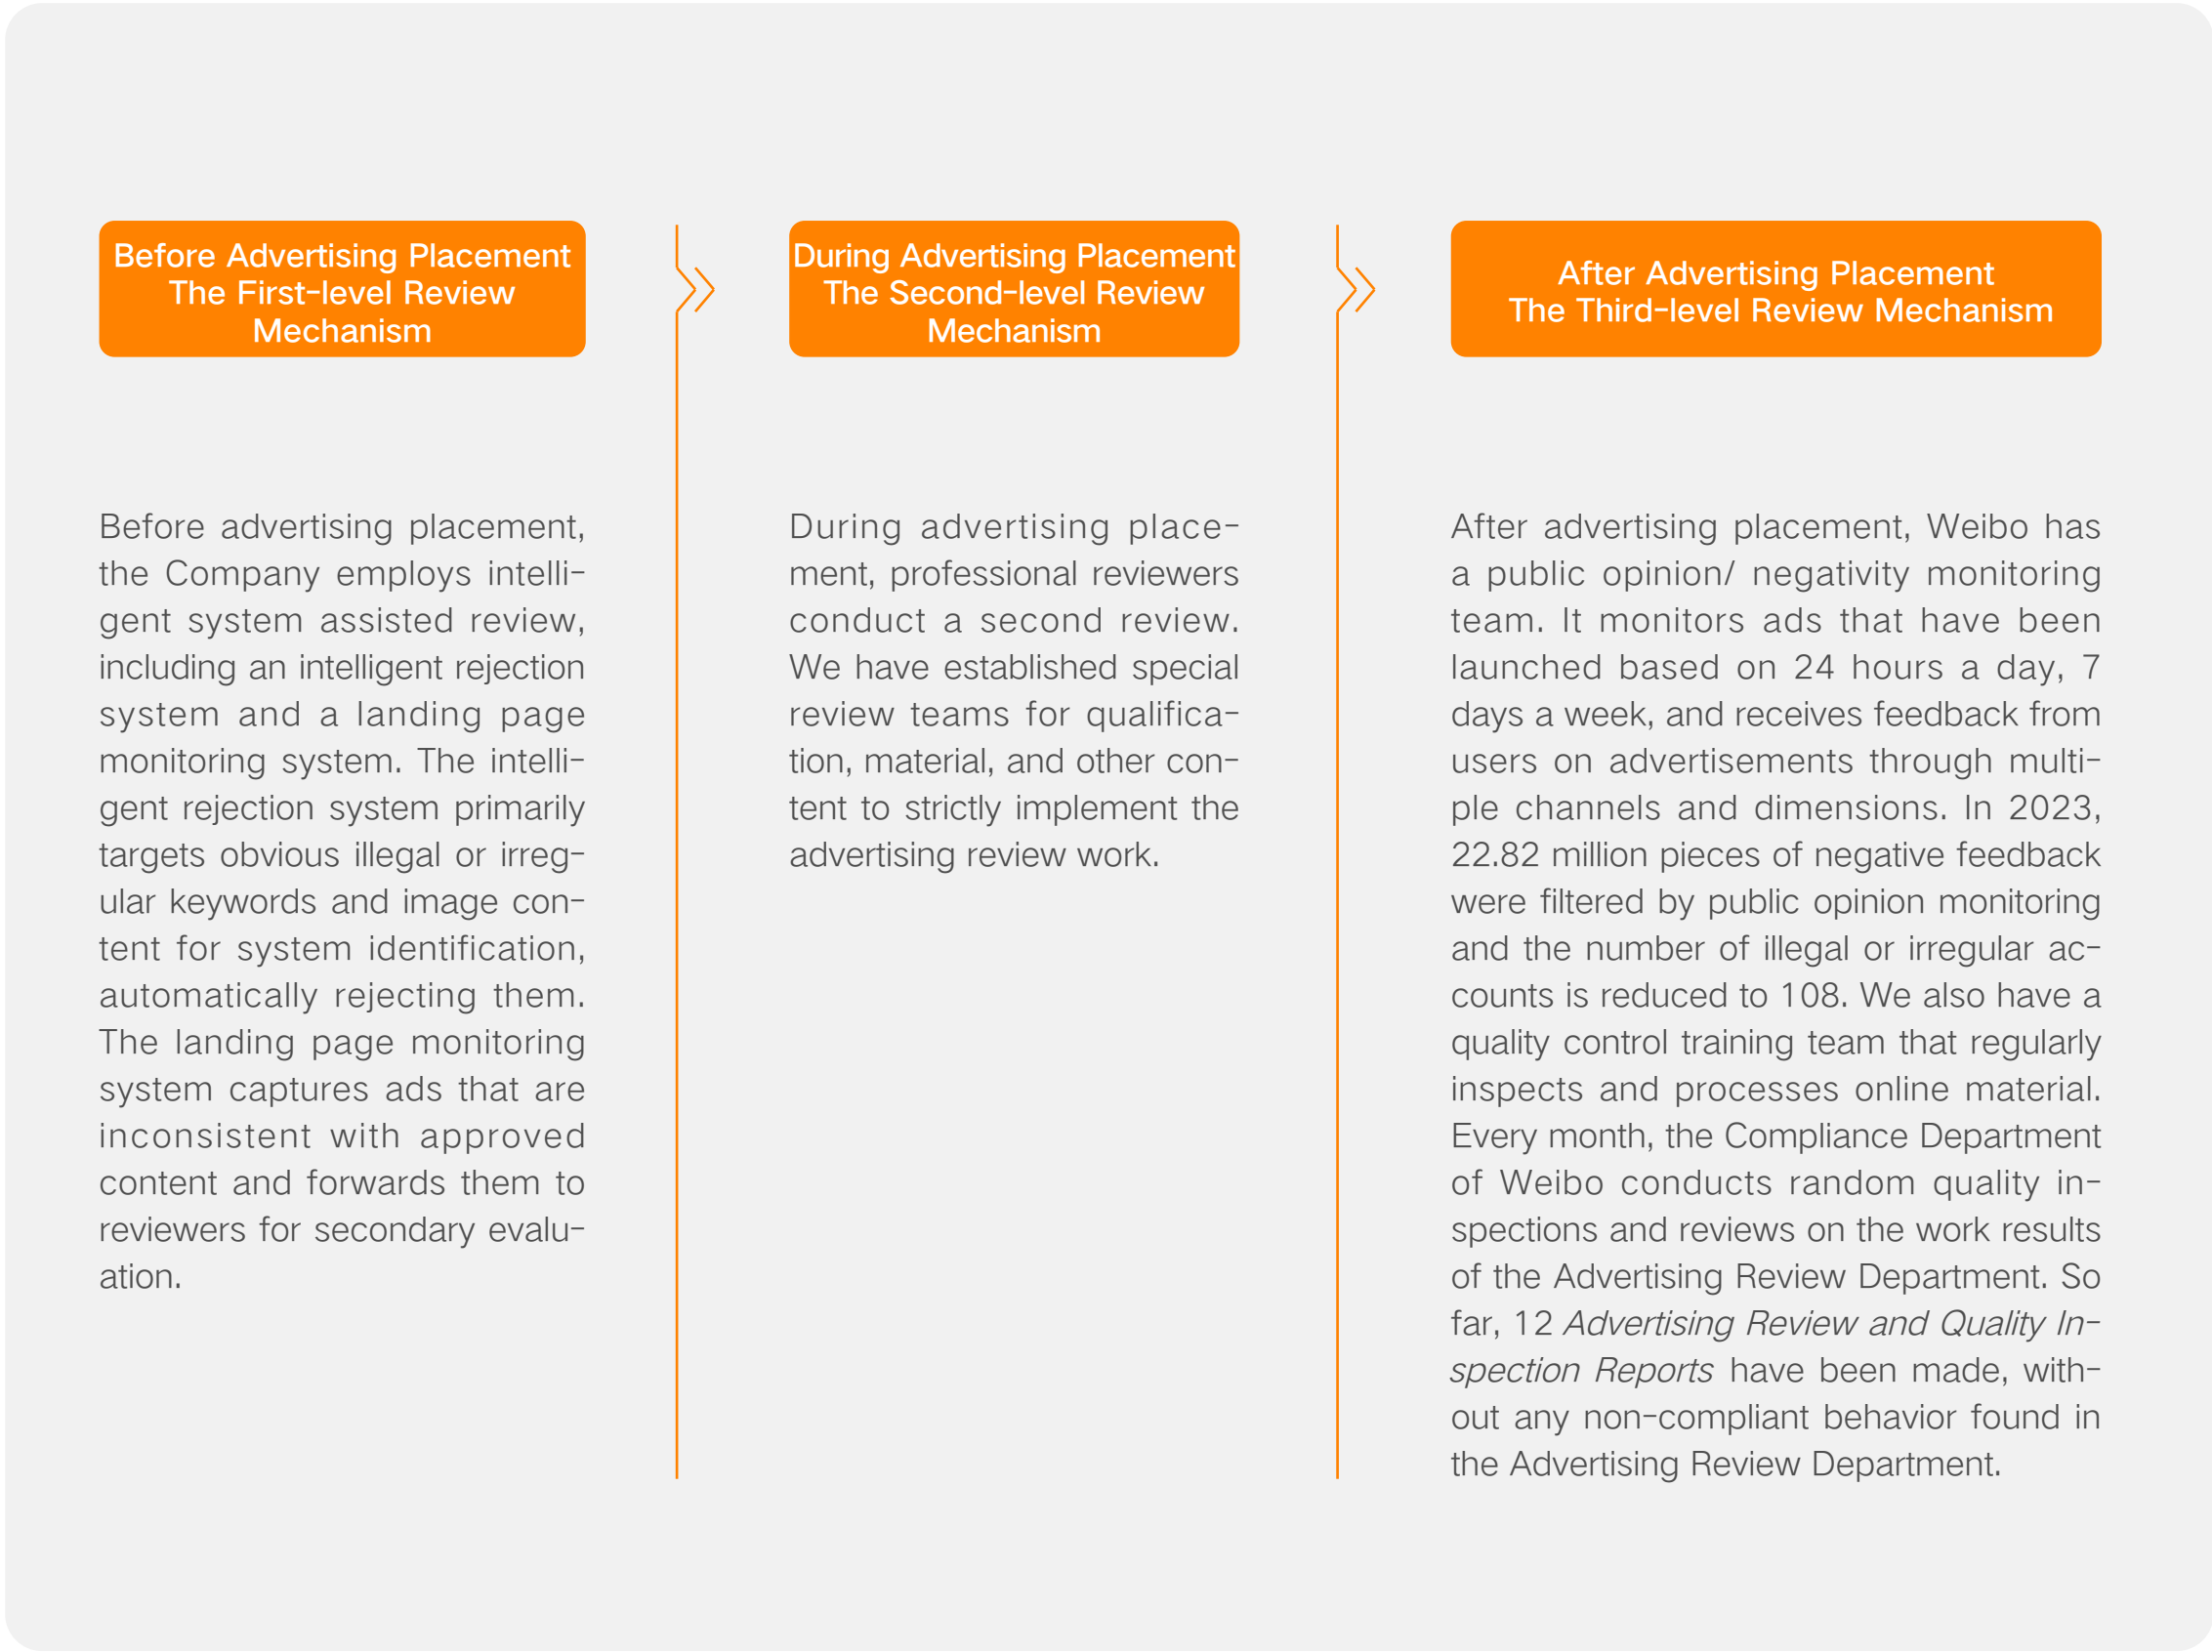 Before Advertising Placement
The First-level Review
Mechanism
Before advertising placement,
the Company employs intelli-
gent system assisted review,
including an intelligent rejection
system and a landing page
monitoring system. The intelli-
gent rejection system primarily
targets obvious illegal or irreg-
ular keywords and image con-
tent for system identification,
automatically rejecting them.
The landing page monitoring
system captures ads that are
inconsistent with approved
content and forwards them to
reviewers for secondary evalu-
ation.
During Advertising Placement
The Second-level Review
Mechanism
During advertising place-
ment, professional reviewers
conduct a second review.
We have established special
review teams for qualifica-
tion, material, and other con-
tent to strictly implement the
advertising review work.
After Advertising Placement
The Third-level Review Mechanism
After advertising placement, Weibo has
a public opinion/ negativity monitoring
team. It monitors ads that have been
launched based on 24 hours a day, 7
days a week, and receives feedback from
users on advertisements through multi-
ple channels and dimensions. In 2023,
22.82 million pieces of negative feedback
were filtered by public opinion monitoring
and the number of illegal or irregular ac-
counts is reduced to 108. We also have a
quality control training team that regularly
inspects and processes online material.
Every month, the Compliance Department
of Weibo conducts random quality in-
spections and reviews on the work results
of the Advertising Review Department. So
far, 12 Advertising Review and Quality In-
spection Reports have been made, with-
out any non-compliant behavior found in
the Advertising Review Department.